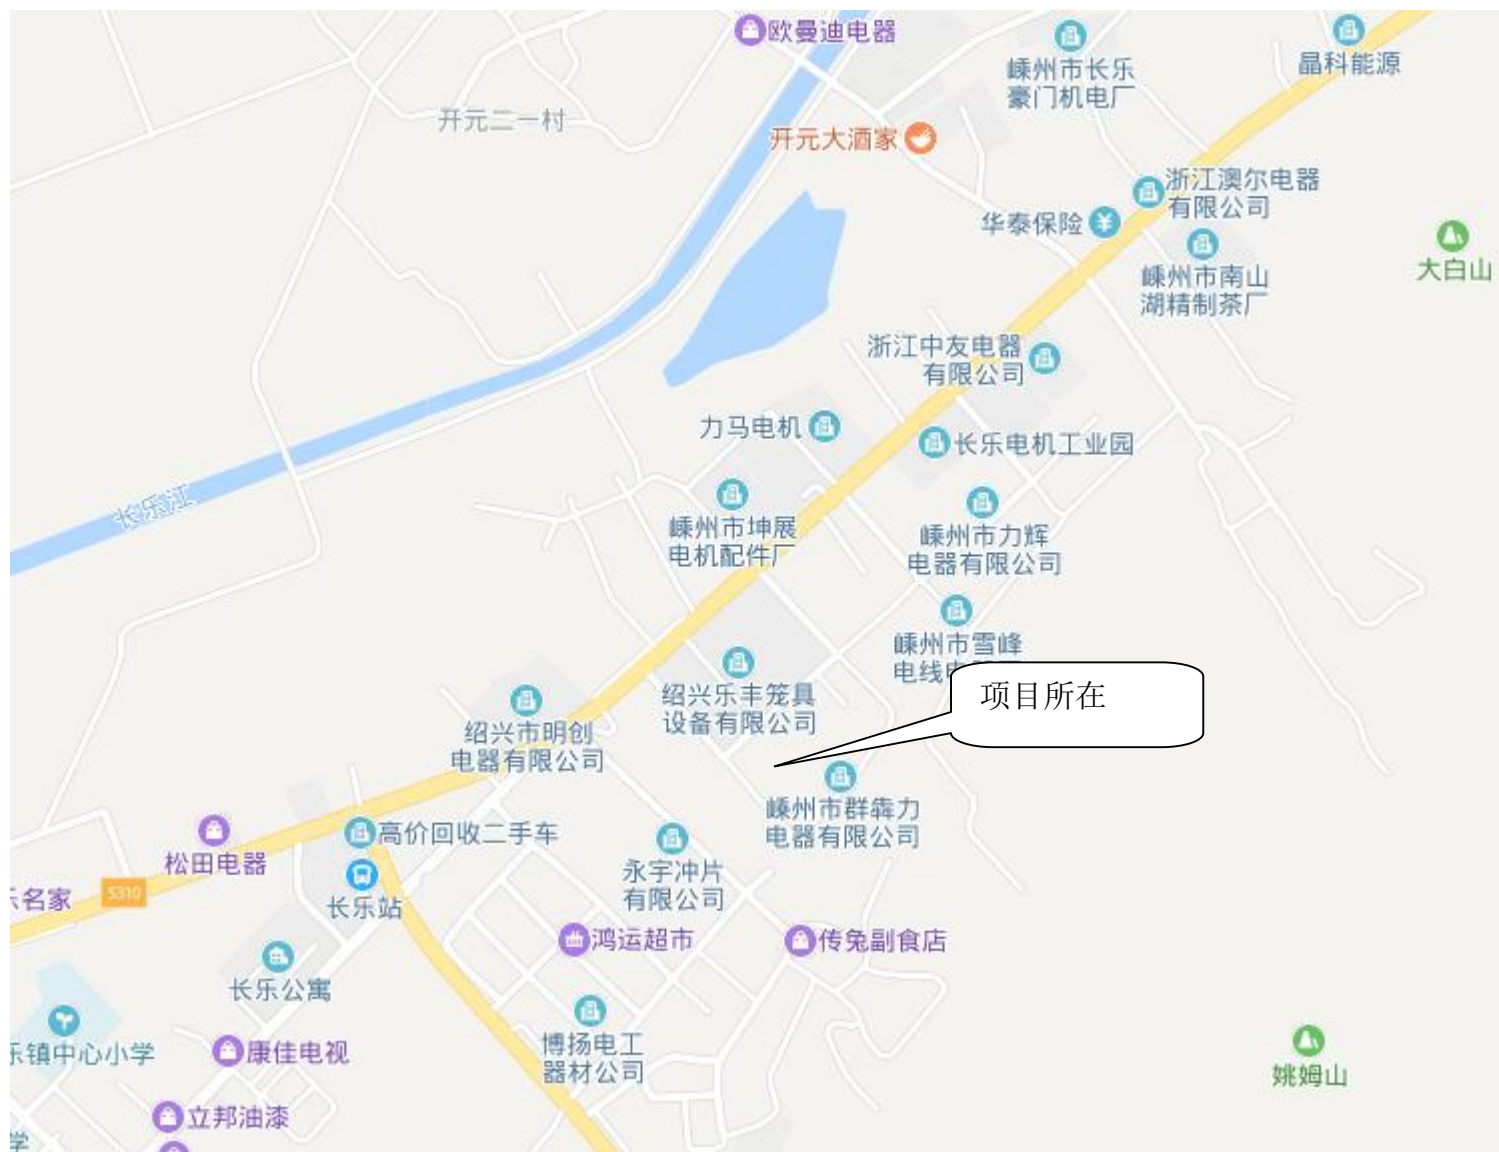 欧曼迪电器
嵊州市长乐
豪门机电厂
晶科能源
开元二一村
开元大酒家
浙江澳尔电器
有限公司
华泰保险
¥
嵊州市南山
湖精制茶厂
大白山
浙江中友电器
有限公司
力马电机
长乐电机工业园
长乐江
嵊州市坤展
电机配件厂
嵊州市力辉
电器有限公司
嵊州市雪峰
电线电
绍兴乐丰笼具
设备有限公司
项目所在
绍兴市明创
电器有限公司
嵊州市群犇力
电器有限公司
高价回收二手车
松田电器
永宇冲片
有限公司
S310
名家
长乐站
鸿运超市
传兔副食店
长乐公寓
博扬电工
器材公司
乐镇中心小学
康佳电视
姚姆山
立邦油漆
学